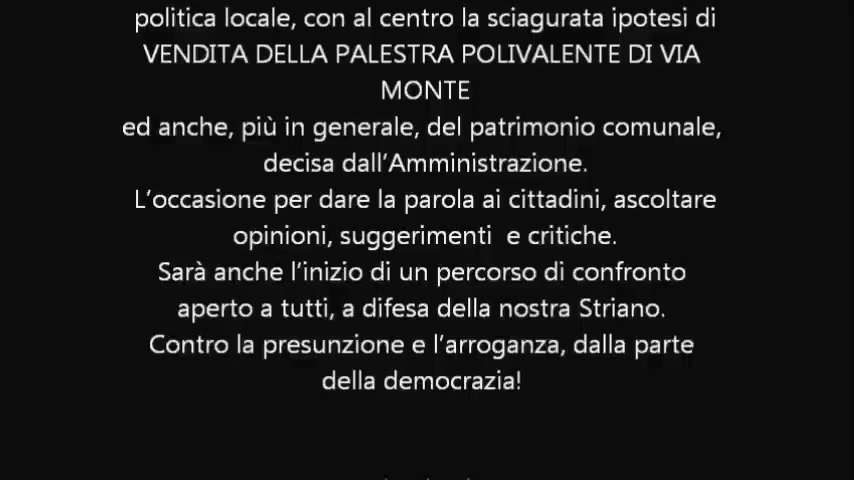 politica locale, con al centro la sciagurata ipotesi di
VENDITA DELLA PALESTRA POLIVALENTE DI VIA
MONTE
ed anche, più in generale, del patrimonio comunale,
decisa dall’Amministrazione.
L’occasione per dare la parola ai cittadini, ascoltare
opinioni, suggerimenti  e critiche.
Sarà anche l’inizio di un percorso di confronto
aperto a tutti, a difesa della nostra Striano.
Contro la presunzione e l’arroganza, dalla parte
della democrazia!